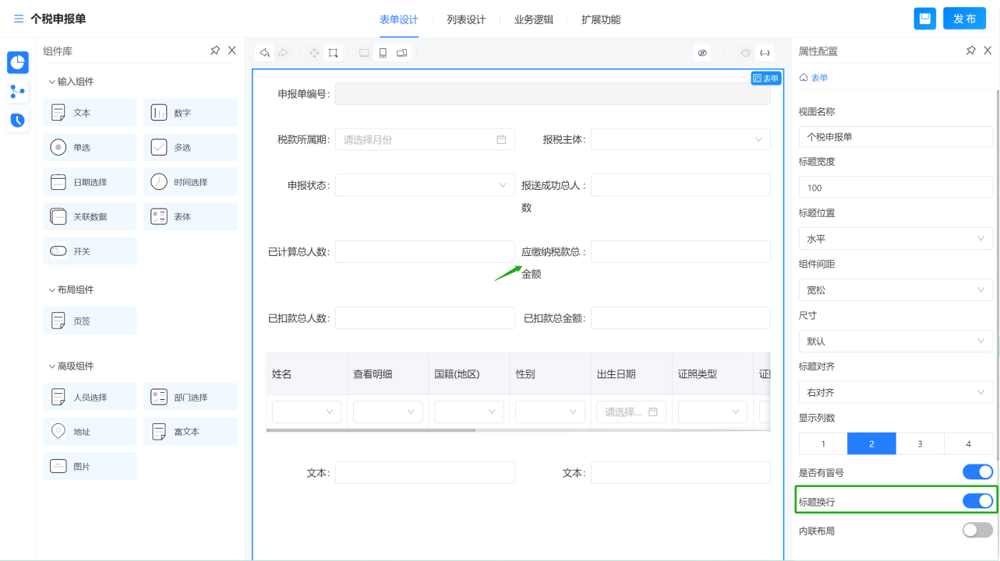 个税申报单
表单设计
列表设计
业务逻辑
扩展功能
发布
组件库
输入组件
文本
数字
单选
多选
日期选择
时间选择
关联数据
表体
开关
布局组件
页签
高级组件
人员选择
部门选择
地址
富文本
图片
表单
申报单编号:
税款所属期:
请选择月份
报税主体:
申报状态:
报送成功总人:
数
已计算总人数:
应缴纳税款总:
金额
已扣款总人数:
已扣款总金额:
姓名
查看明细
国籍(地区)
性别
出生日期
证照类型
请选择...
文本:
文本:
属性配置
表单
视图名称
个税申报单
标题宽度
100
标题位置
水平
组件间距
宽松
尺寸
默认
标题对齐
右对齐
显示列数
1
2
3
4
是否有冒号
标题换行
内联布局